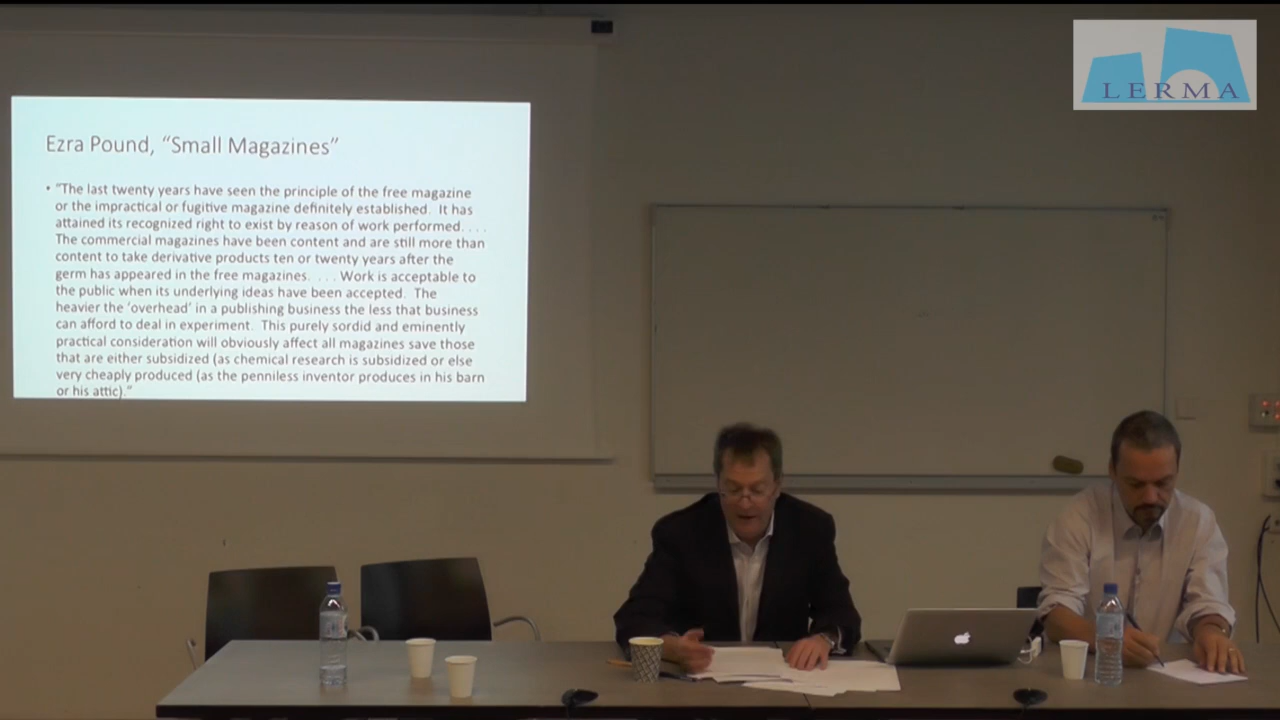 Ezra Pound, “Small Magazines”
• “The last twenty years have seen the principle of the free magazine
or the impractical or fugitive magazine definitely established. It has
attained its recognized right to exist by reason of work performed. . . .
The commercial magazines have been content and are still more than
content to take derivative products ten or twenty years after the
germ has appeared in the free magazines. . . . Work is acceptable to
the public when its underlying ideas have been accepted. The
heavier the ‘overhead’ in a publishing business the less that business
can afford to deal in experiment. This purely sordid and eminently
practical consideration will obviously affect all magazines save those
that are either subsidized (as chemical research is subsidized or else
very cheaply produced (as the penniless inventor produces in his barn
or his attic).”
LERMA